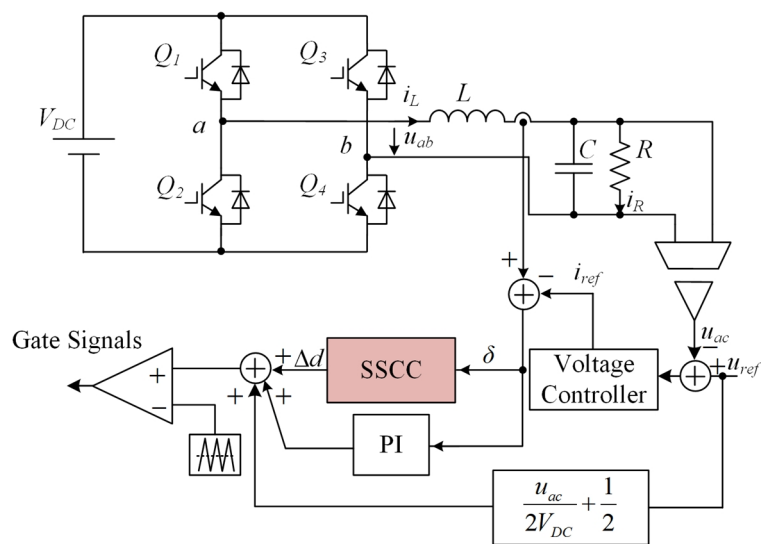 Q1
Q3
VDC
iL
L
a
b
uab
C
R
Q2
Q4
iR
+
−
iref
+
uac
−
Gate Signals
+
Δd
SSCC
δ
Voltage
Controller
+
+
uref
+
+
+
+
−
PI
uac/2VDC + 1/2